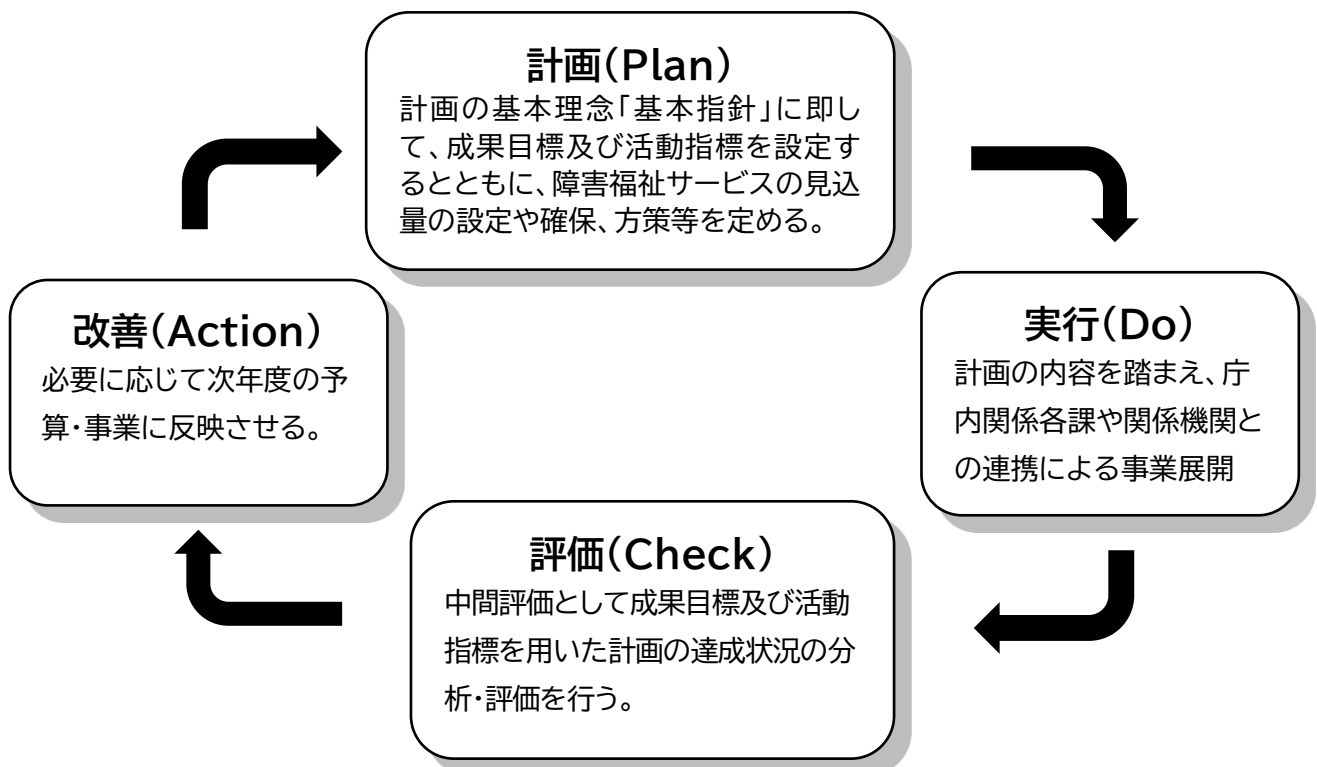 計画(Plan)
計画の基本理念「基本指針」に即し
て、成果目標及び活動指標を設定す
るとともに、障害福祉サービスの見込
量の設定や確保、方策等を定める。
改善(Action)
必要に応じて次年度の予
算・事業に反映させる。
実行(Do)
計画の内容を踏まえ、庁
内関係各課や関係機関と
の連携による事業展開
評価(Check)
中間評価として成果目標及び活動
指標を用いた計画の達成状況の分
析・評価を行う。